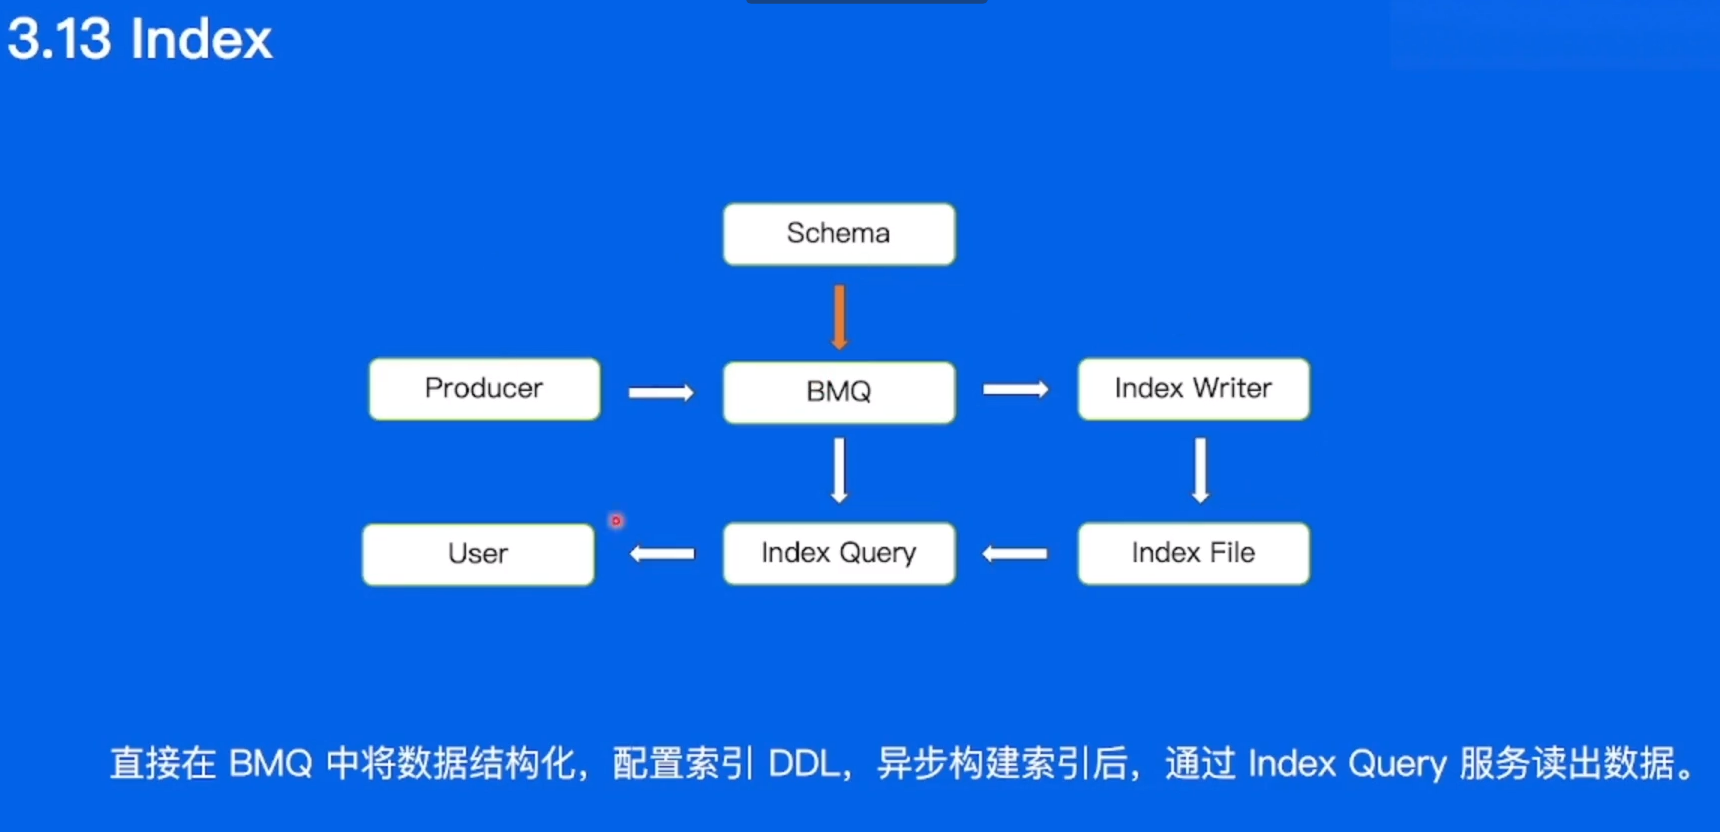 3.13 Index
Schema
Producer
BMQ
Index Writer
User
Index Query
Index File
直接在 BMQ 中将数据结构化，配置索引 DDL，异步构建索引后，通过 Index Query 服务读出数据。